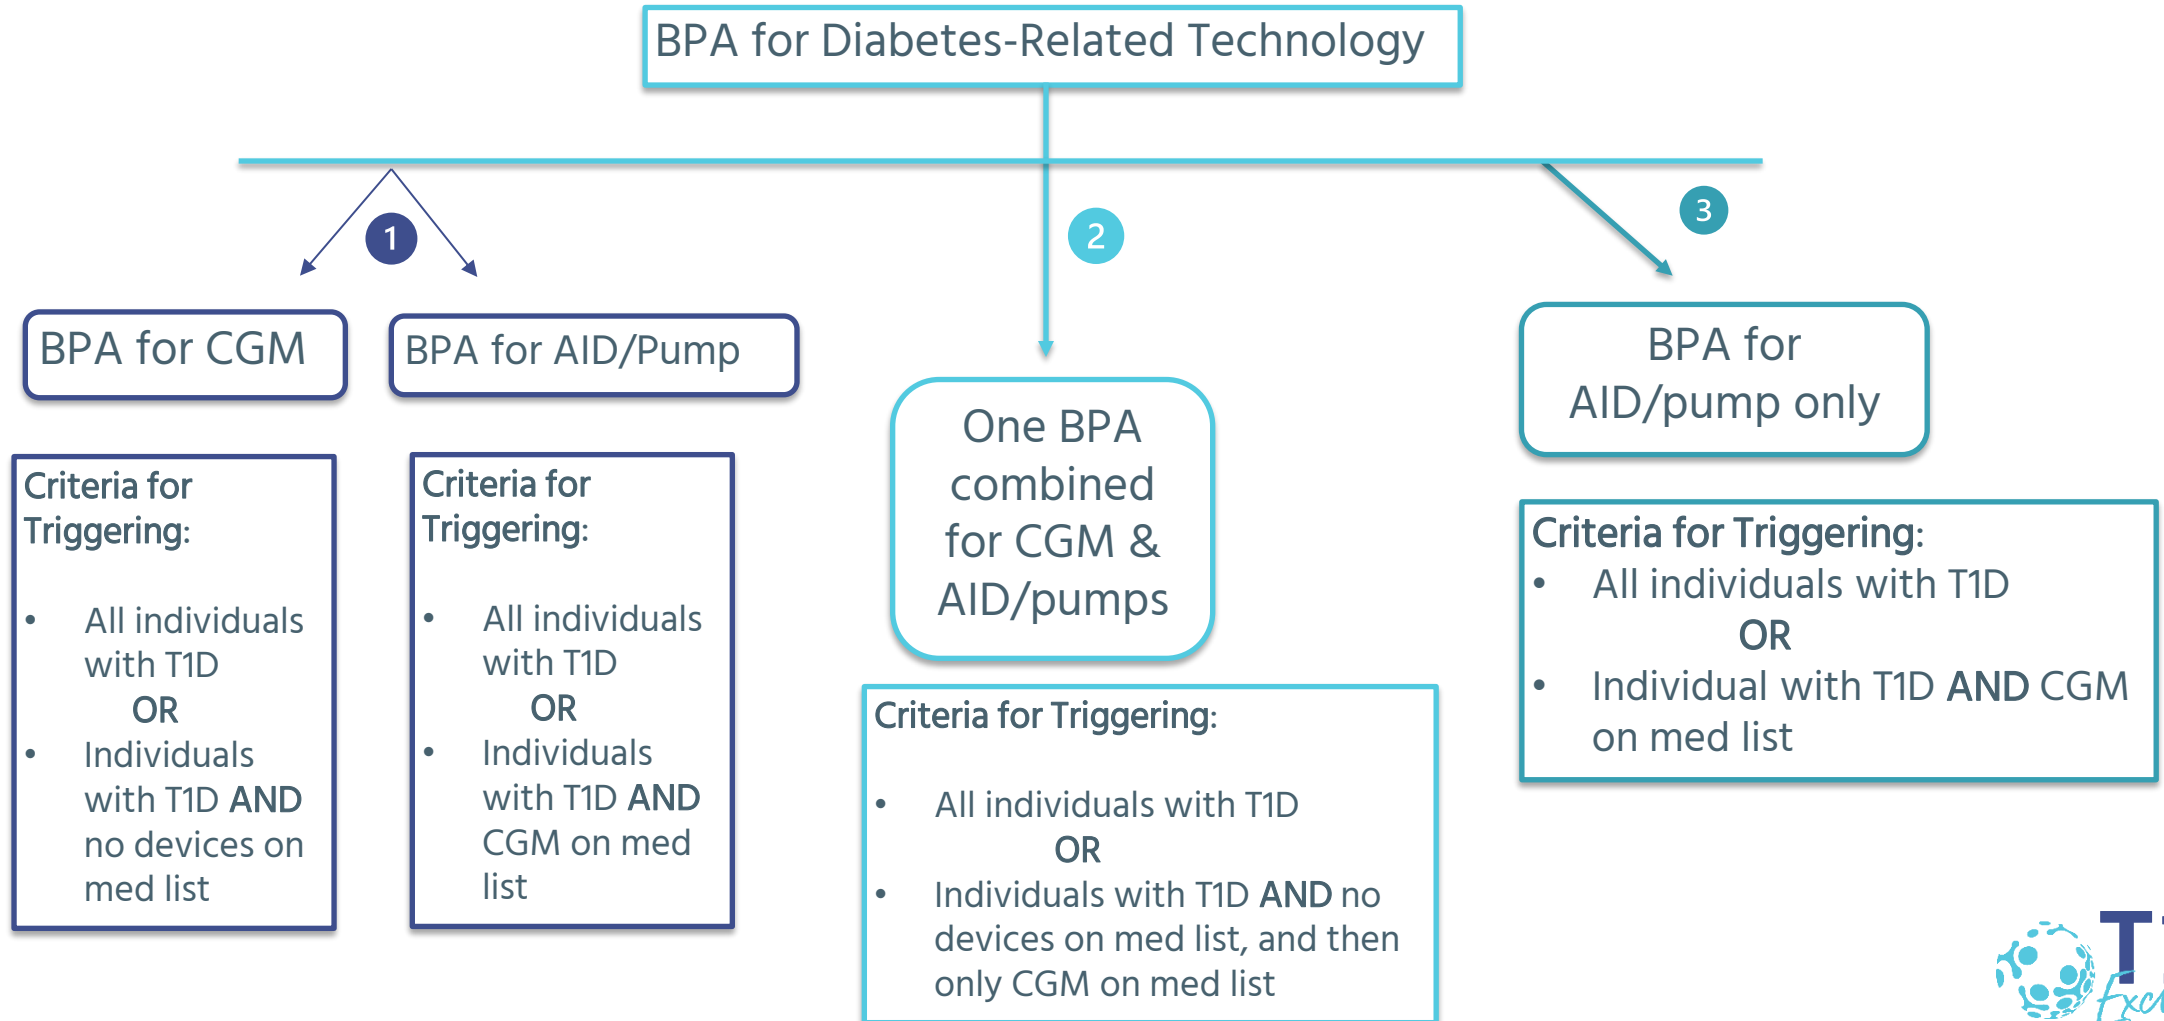 BPA for Diabetes-Related Technology
1
2
3
BPA for CGM
BPA for AID/Pump
One BPA
combined
for CGM &
AID/pumps
BPA for
AID/pump only
Criteria for
Triggering:
• All individuals
with T1D
OR
• Individuals
with T1D AND
no devices on
med list
Criteria for
Triggering:
• All individuals
with T1D
OR
• Individuals
with T1D AND
CGM on med
list
Criteria for Triggering:
• All individuals with T1D
OR
• Individuals with T1D AND no
devices on med list, and then
only CGM on med list
Criteria for Triggering:
• All individuals with T1D
OR
• Individual with T1D AND CGM
on med list